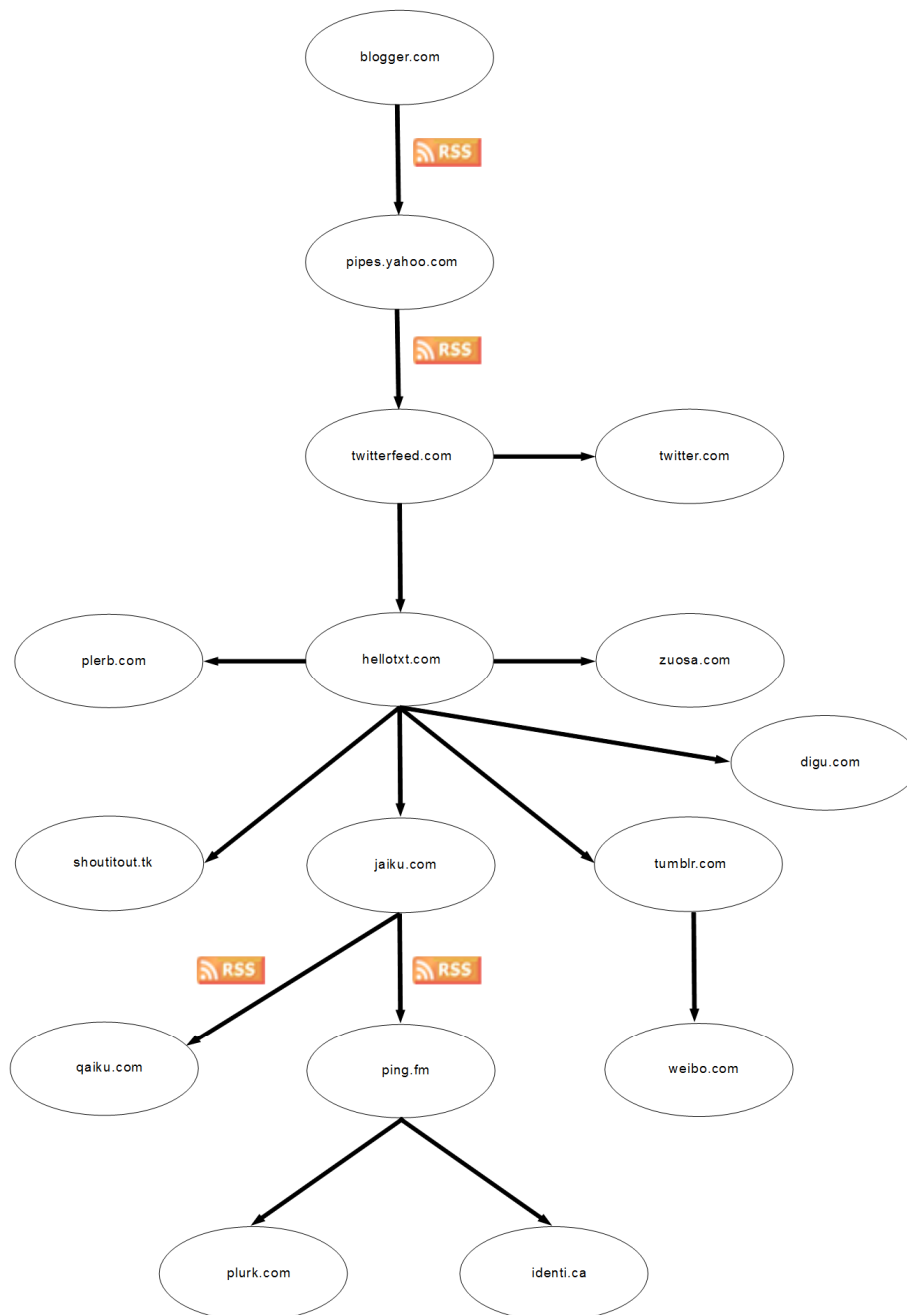 blogger.com
RSS
pipes.yahoo.com
RSS
twitterfeed.com
twitter.com
plerb.com
hellotxt.com
zuosa.com
digu.com
shoutitout.tk
jaiku.com
tumblr.com
RSS
RSS
qaiku.com
ping.fm
weibo.com
plurk.com
identi.ca